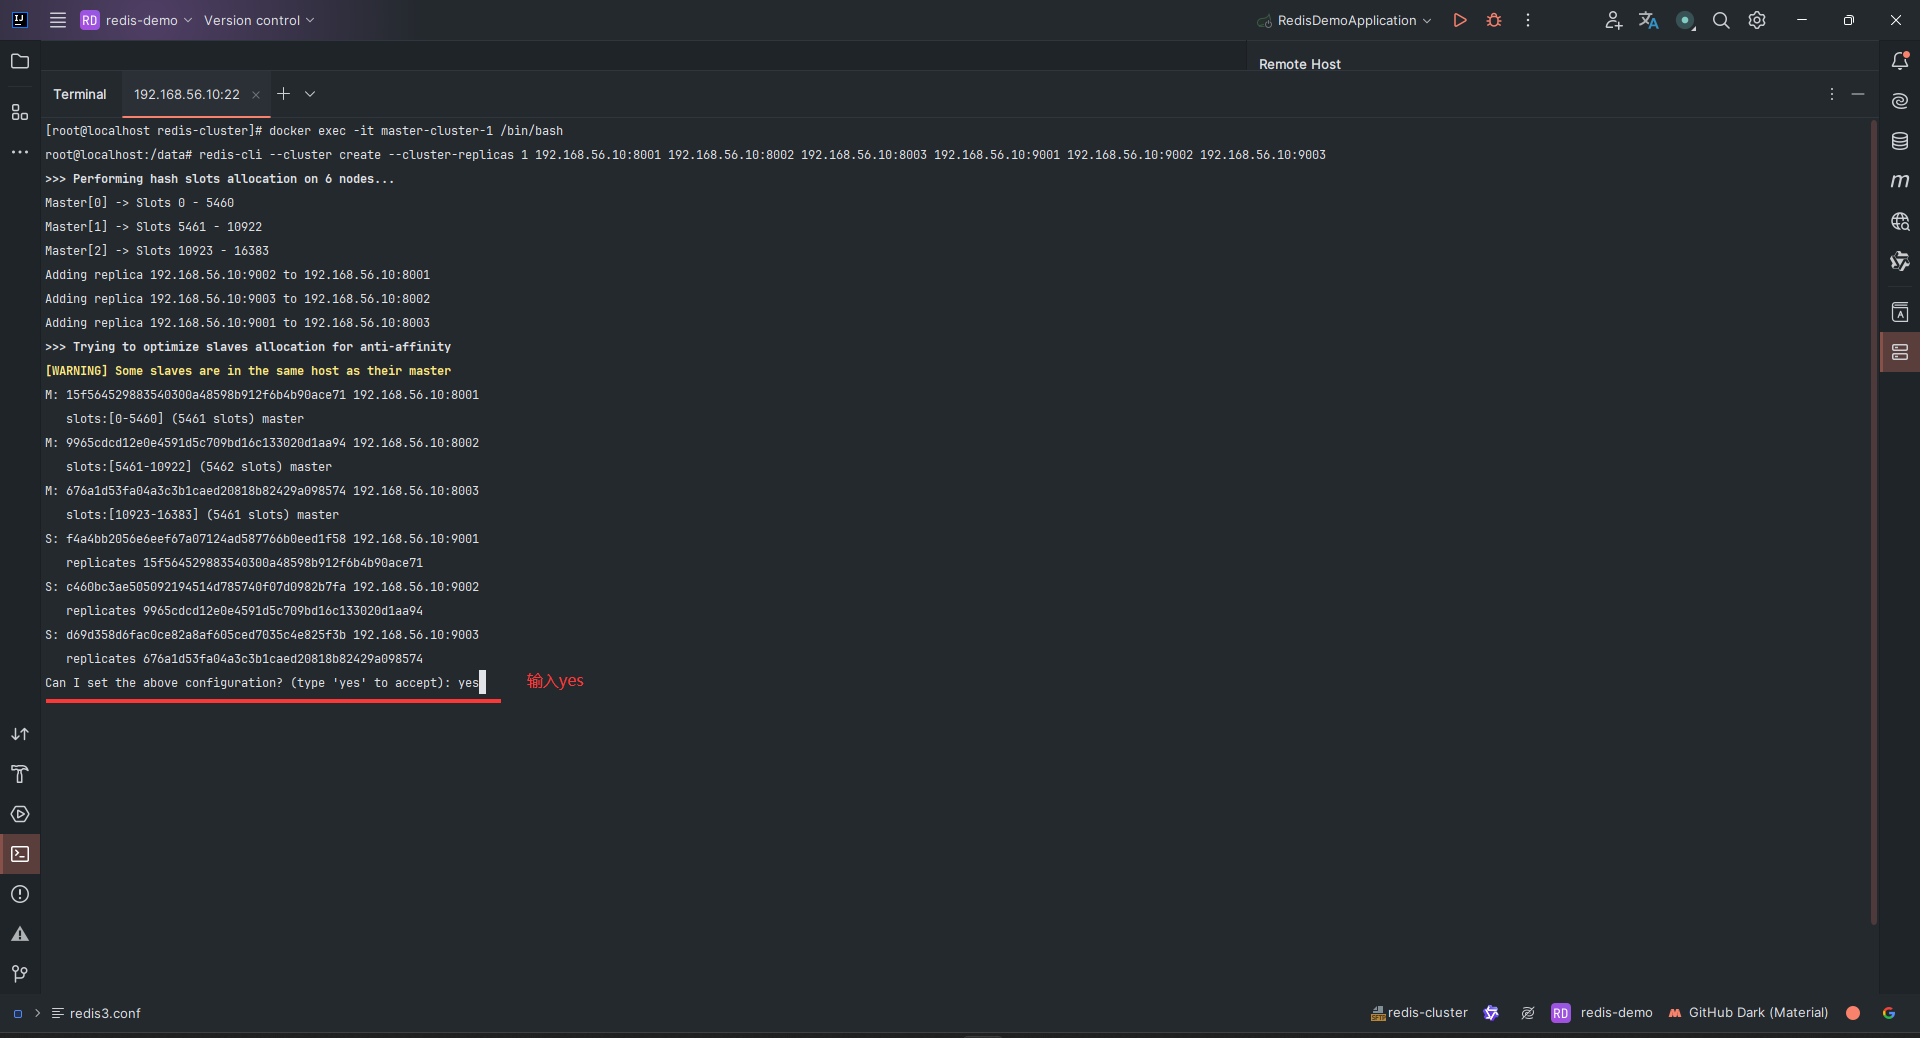 RD redis-demo Version control RedisDemoApplication
Remote Host
Terminal 192.168.56.10:22
[root@localhost redis-cluster]# docker exec -it master-cluster-1 /bin/bash
root@localhost:/data# redis-cli --cluster create --cluster-replicas 1 192.168.56.10:8001 192.168.56.10:8002 192.168.56.10:8003 192.168.56.10:9001 192.168.56.10:9002 192.168.56.10:9003
>>> Performing hash slots allocation on 6 nodes...
Master[0] -> Slots 0 - 5460
Master[1] -> Slots 5461 - 10922
Master[2] -> Slots 10923 - 16383
Adding replica 192.168.56.10:9002 to 192.168.56.10:8001
Adding replica 192.168.56.10:9003 to 192.168.56.10:8002
Adding replica 192.168.56.10:9001 to 192.168.56.10:8003
>>> Trying to optimize slaves allocation for anti-affinity
[WARNING] Some slaves are in the same host as their master
M: 15f564529883540300a48598b912f6b4b90ace71 192.168.56.10:8001
slots:[0-5460] (5461 slots) master
M: 9965cdcd12e0e4591d5c709bd16c133020d1aa94 192.168.56.10:8002
slots:[5461-10922] (5462 slots) master
M: 676a1d53fa04a3c3b1caed20818b82429a098574 192.168.56.10:8003
slots:[10923-16383] (5461 slots) master
S: f4a4bb2056e6eef67a07124ad587766b0eed1f58 192.168.56.10:9001
replicates 15f564529883540300a48598b912f6b4b90ace71
S: c460bc3ae505092194514d785740f07d0982b7fa 192.168.56.10:9002
replicates 9965cdcd12e0e4591d5c709bd16c133020d1aa94
S: d69d358d6fac0ce82a8af605ced7035c4e825f3b 192.168.56.10:9003
replicates 676a1d53fa04a3c3b1caed20818b82429a098574
Can I set the above configuration? (type 'yes' to accept): yes 输入yes
redis3.conf redis-cluster RD redis-demo GitHub Dark (Material)